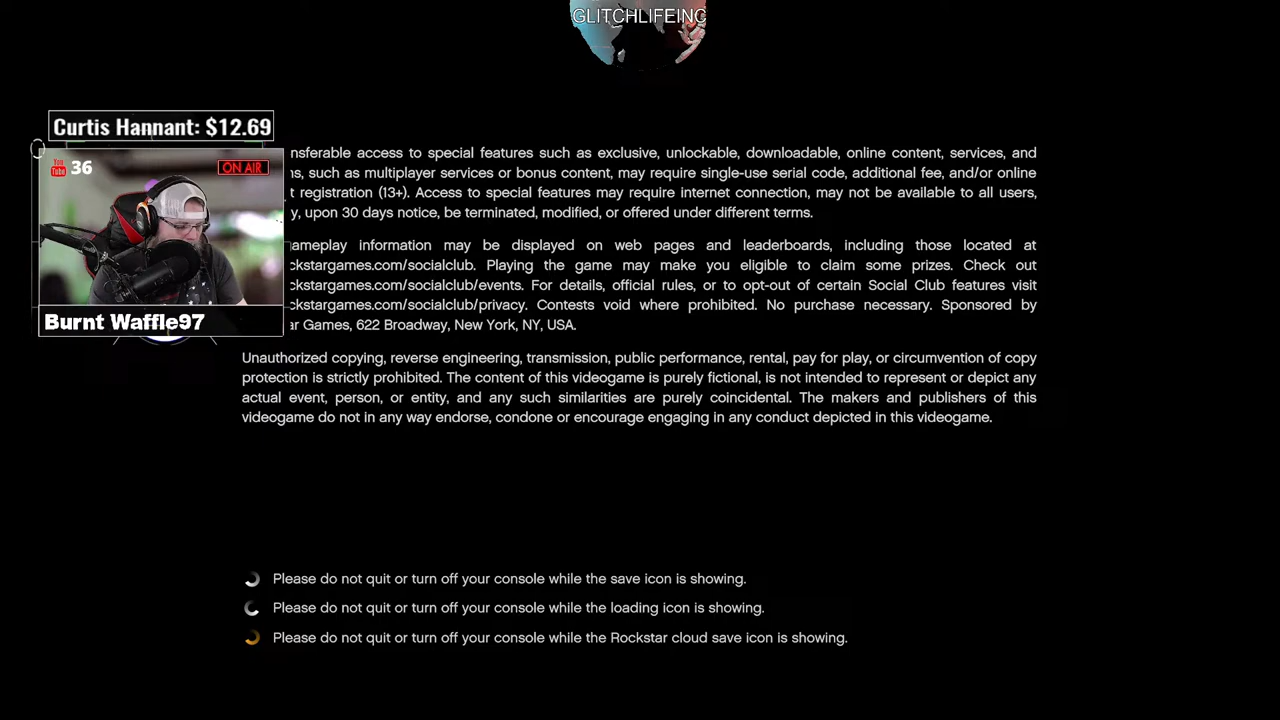 GLITCHLIFEINC
Curtis Hannant: $12.69
You
Tube
36
ON AIR
Burnt Waffle97
nsferable access to special features such as exclusive, unlockable, downloadable, online content, services, and
s, such as multiplayer services or bonus content, may require single-use serial code, additional fee, and/or online
t registration (13+). Access to special features may require internet connection, may not be available to all users,
y, upon 30 days notice, be terminated, modified, or offered under different terms.
ameplay information may be displayed on web pages and leaderboards, including those located at
ckstargames.com/socialclub. Playing the game may make you eligible to claim some prizes. Check out
ckstargames.com/socialclub/events. For details, official rules, or to opt-out of certain Social Club features visit
ckstargames.com/socialclub/privacy. Contests void where prohibited. No purchase necessary. Sponsored by
ar Games, 622 Broadway, New York, NY, USA.
Unauthorized copying, reverse engineering, transmission, public performance, rental, pay for play, or circumvention of copy
protection is strictly prohibited. The content of this videogame is purely fictional, is not intended to represent or depict any
actual event, person, or entity, and any such similarities are purely coincidental. The makers and publishers of this
videogame do not in any way endorse, condone or encourage engaging in any conduct depicted in this videogame.
Please do not quit or turn off your console while the save icon is showing.
Please do not quit or turn off your console while the loading icon is showing.
Please do not quit or turn off your console while the Rockstar cloud save icon is showing.